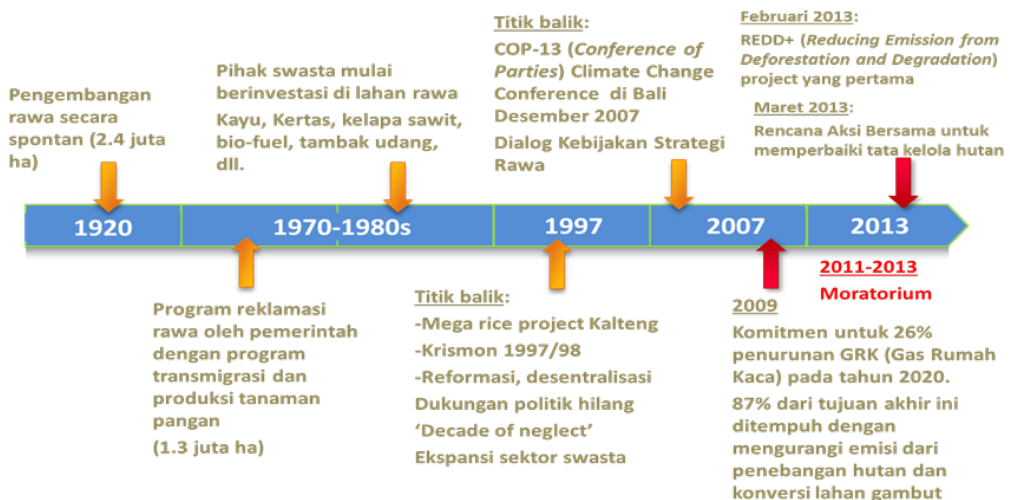 Pengembangan
rawa secara
spontan (2.4 juta
ha)
Pihak swasta mulai
berinvestasi di lahan rawa
Kayu, Kertas, kelapa sawit,
bio-fuel, tambak udang,
dll.
Titik balik:
COP-13 (Conference of
Parties) Climate Change
Conference di Bali
Desember 2007
Dialog Kebijakan Strategi
Rawa
Februari 2013:
REDD+ (Reducing Emission from
Deforestation and Degradation)
project yang pertama
Maret 2013:
Rencana Aksi Bersama untuk
memperbaiki tata kelola hutan
1920
1970-1980s
1997
2007
2013
Program reklamasi
rawa oleh pemerintah
dengan program
transmigrasi dan
produksi tanaman
pangan
(1.3 juta ha)
Titik balik:
-Mega rice project Kalteng
-Krismon 1997/98
-Reformasi, desentralisasi
Dukungan politik hilang
‘Decade of neglect’
Ekspansi sektor swasta
2009
Komitmen untuk 26%
penurunan GRK (Gas Rumah
Kaca) pada tahun 2020.
87% dari tujuan akhir ini
ditempuh dengan
mengurangi emisi dari
penebangan hutan dan
konversi lahan gambut
2011-2013
Moratorium